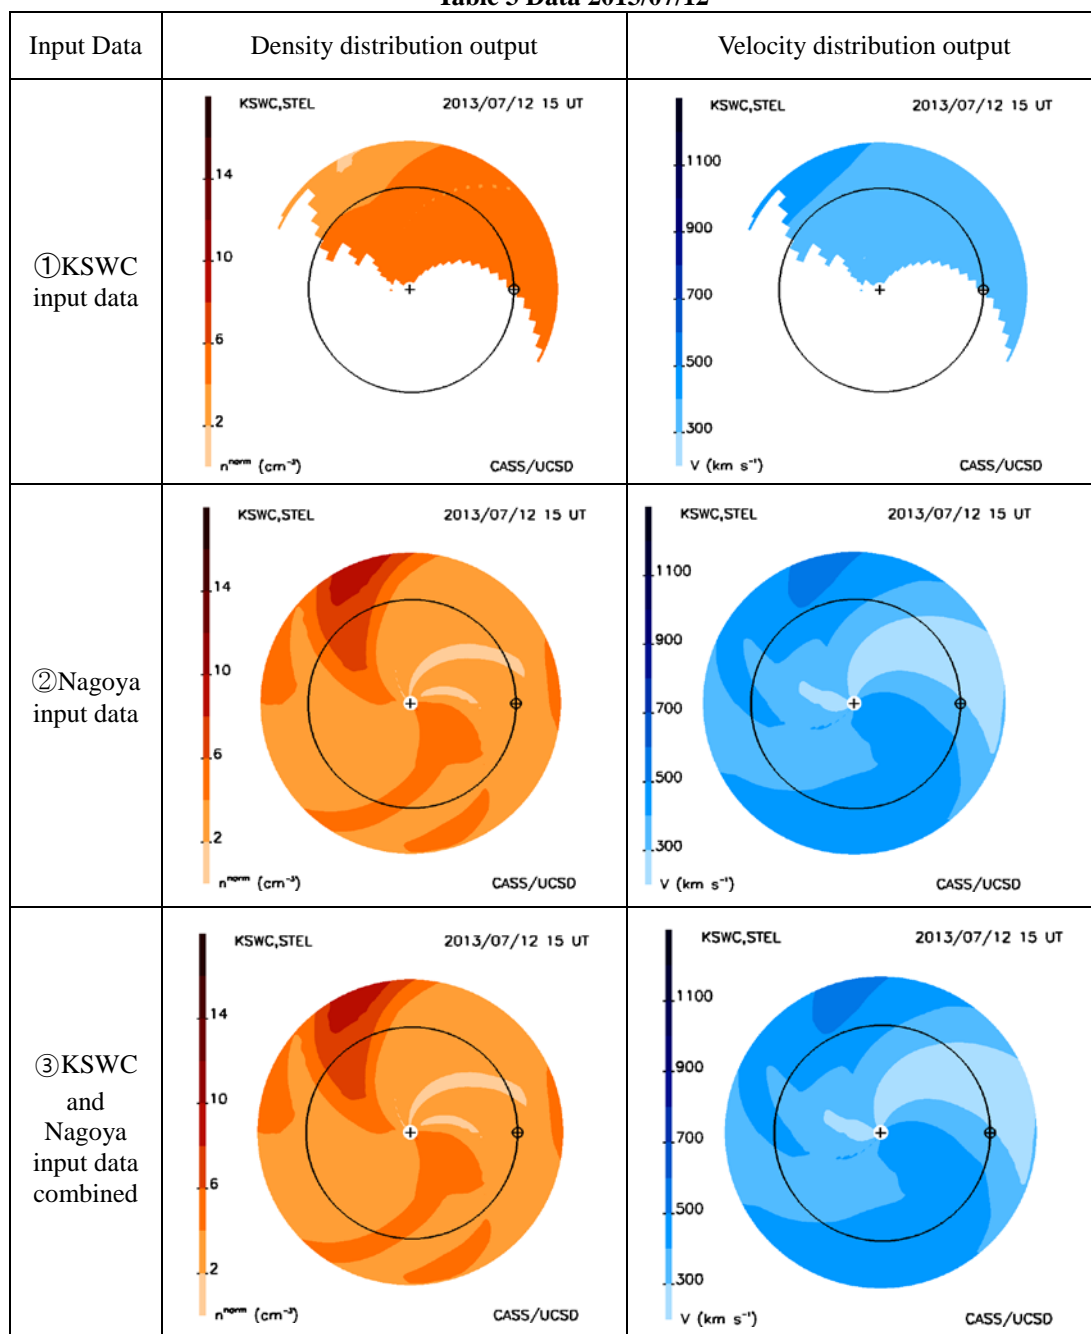 Table 3 Data 2013/07/12
Input Data
Density distribution output
Velocity distribution output
①KSWC
input data
KSWC,STEL 2013/07/12 15 UT
14
10
6
2
n^norm (cm⁻³) CASS/UCSD
KSWC,STEL 2013/07/12 15 UT
1100
900
700
500
300
V (km s⁻¹) CASS/UCSD
②Nagoya
input data
KSWC,STEL 2013/07/12 15 UT
14
10
6
2
n^norm (cm⁻³) CASS/UCSD
KSWC,STEL 2013/07/12 15 UT
1100
900
700
500
300
V (km s⁻¹) CASS/UCSD
③KSWC
and
Nagoya
input data
combined
KSWC,STEL 2013/07/12 15 UT
14
10
6
2
n^norm (cm⁻³) CASS/UCSD
KSWC,STEL 2013/07/12 15 UT
1100
900
700
500
300
V (km s⁻¹) CASS/UCSD